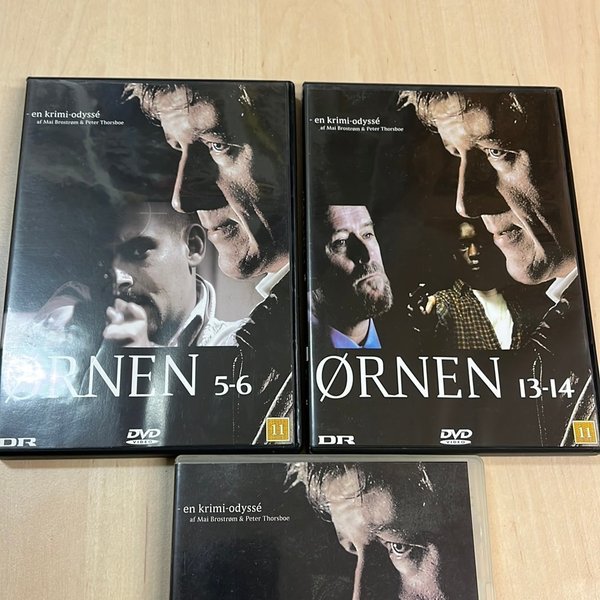 - en krimi-odyssé
af Mai Brostrøm & Peter Thorsboe
ØRNEN 5-6
DR
DVD
VIDEO
11
- en krimi-odyssé
af Mai Brostrøm & Peter Thorsboe
ØRNEN 13-14
DR
DVD
VIDEO
11
- en krimi-odyssé
af Mai Brostrøm & Peter Thorsboe